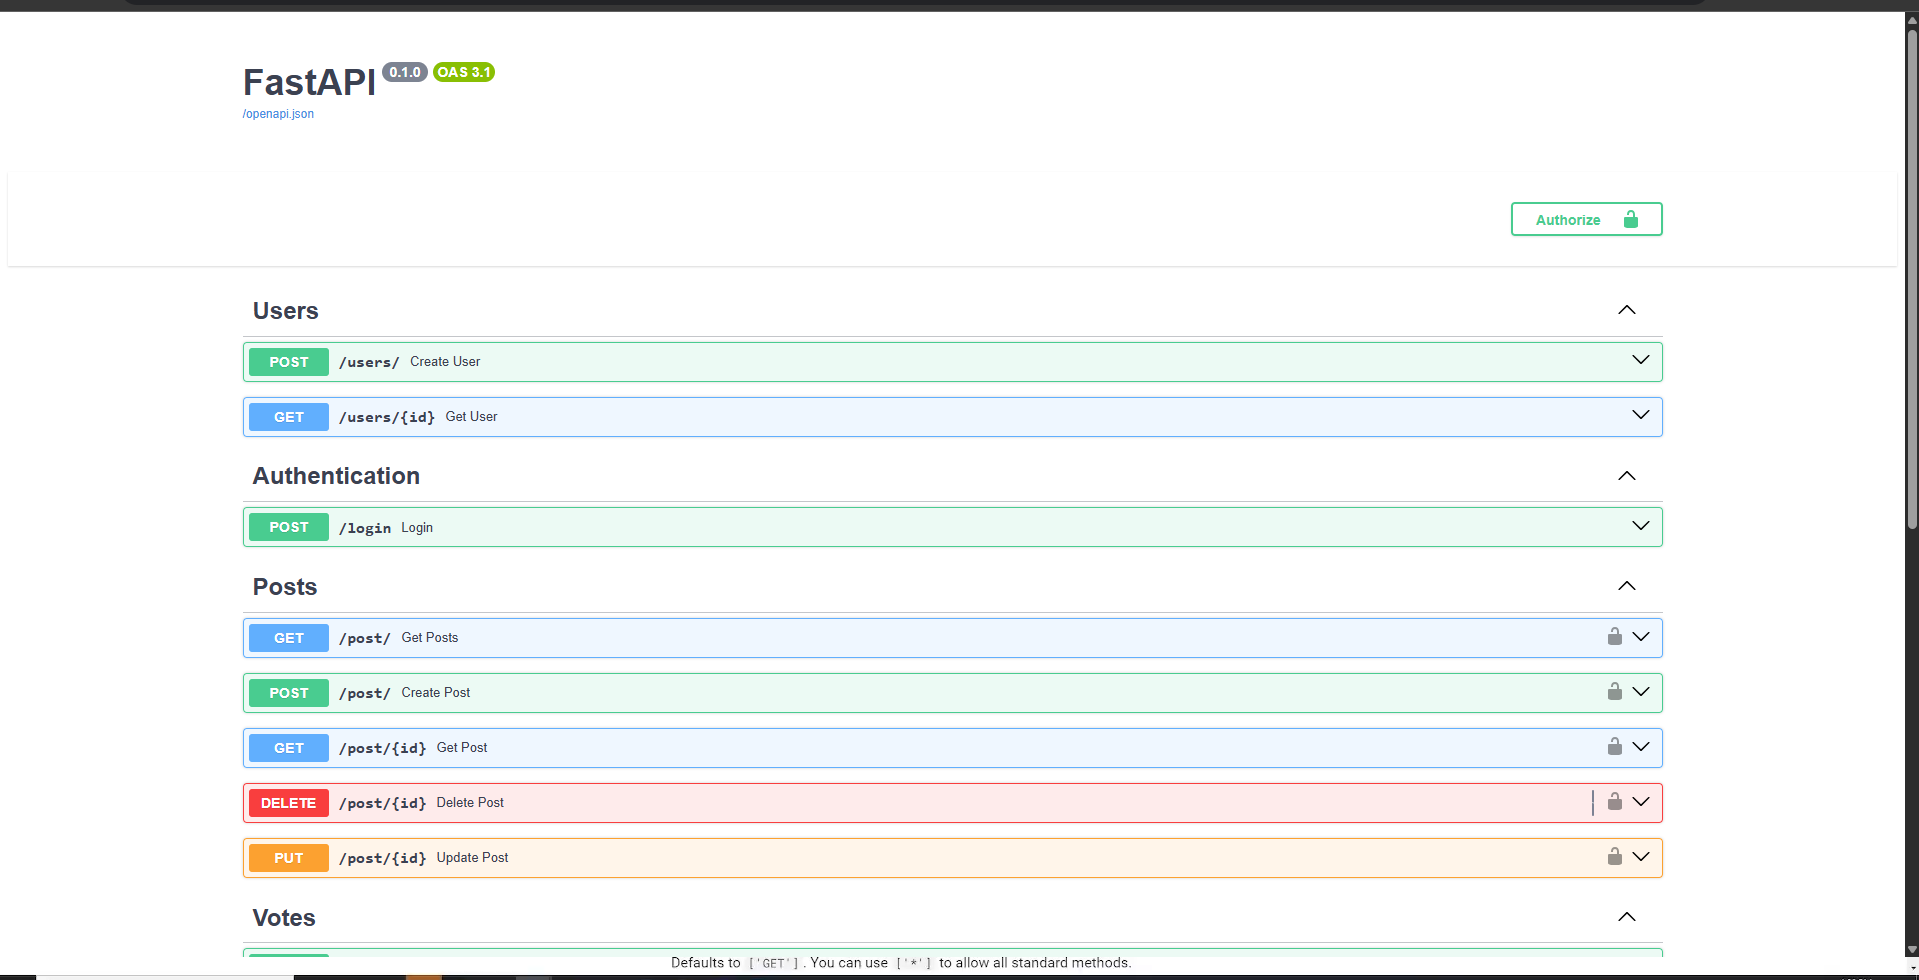 FastAPI 0.1.0 OAS 3.1
/openapi.json
Authorize
Users
POST /users/ Create User
GET /users/{id} Get User
Authentication
POST /login Login
Posts
GET /post/ Get Posts
POST /post/ Create Post
GET /post/{id} Get Post
DELETE /post/{id} Delete Post
PUT /post/{id} Update Post
Votes
Defaults to ['GET']. You can use ['*'] to allow all standard methods.